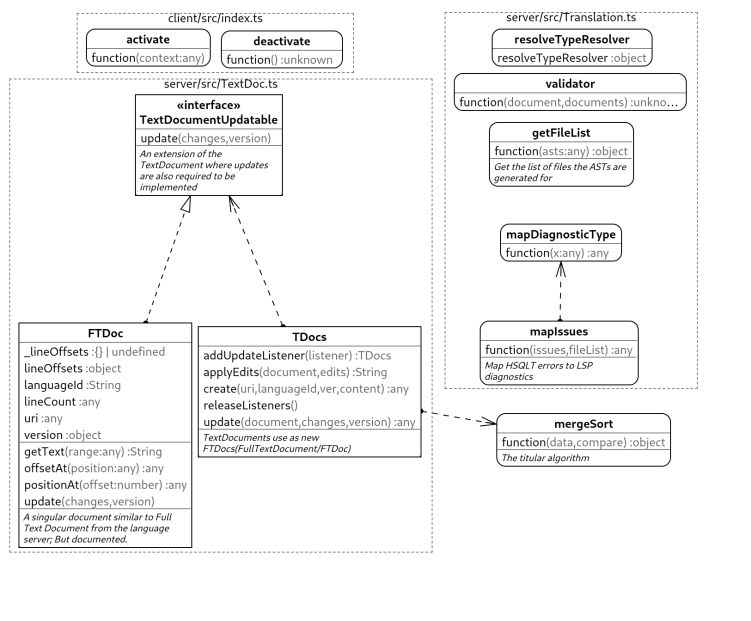 client/src/index.ts
activate
function(context:any)
deactivate
function() :unknown
server/src/TextDoc.ts
«interface»
TextDocumentUpdatable
update(changes,version)
An extension of the
TextDocument where updates
are also required to be
implemented
FTDoc
_lineOffsets :{} | undefined
lineOffsets :object
languageId :String
lineCount :any
uri :any
version :object
getText(range:any) :String
offsetAt(position:any) :any
positionAt(offset:number) :any
update(changes,version)
A singular document similar to Full
Text Document from the language
server; But documented.
TDocs
addUpdateListener(listener) :TDocs
applyEdits(document,edits) :String
create(uri,languageId,ver,content) :any
releaseListeners()
update(document,changes,version) :any
TextDocuments use as new
FTDocs(FullTextDocument/FTDoc)
server/src/Translation.ts
resolveTypeResolver
resolveTypeResolver :object
validator
function(document,documents) :unkno...
getFileList
function(asts:any) :object
Get the list of files the ASTs are
generated for
mapDiagnosticType
function(x:any) :any
mapIssues
function(issues,fileList) :any
Map HSQLT errors to LSP
diagnostics
mergeSort
function(data,compare) :object
The titular algorithm